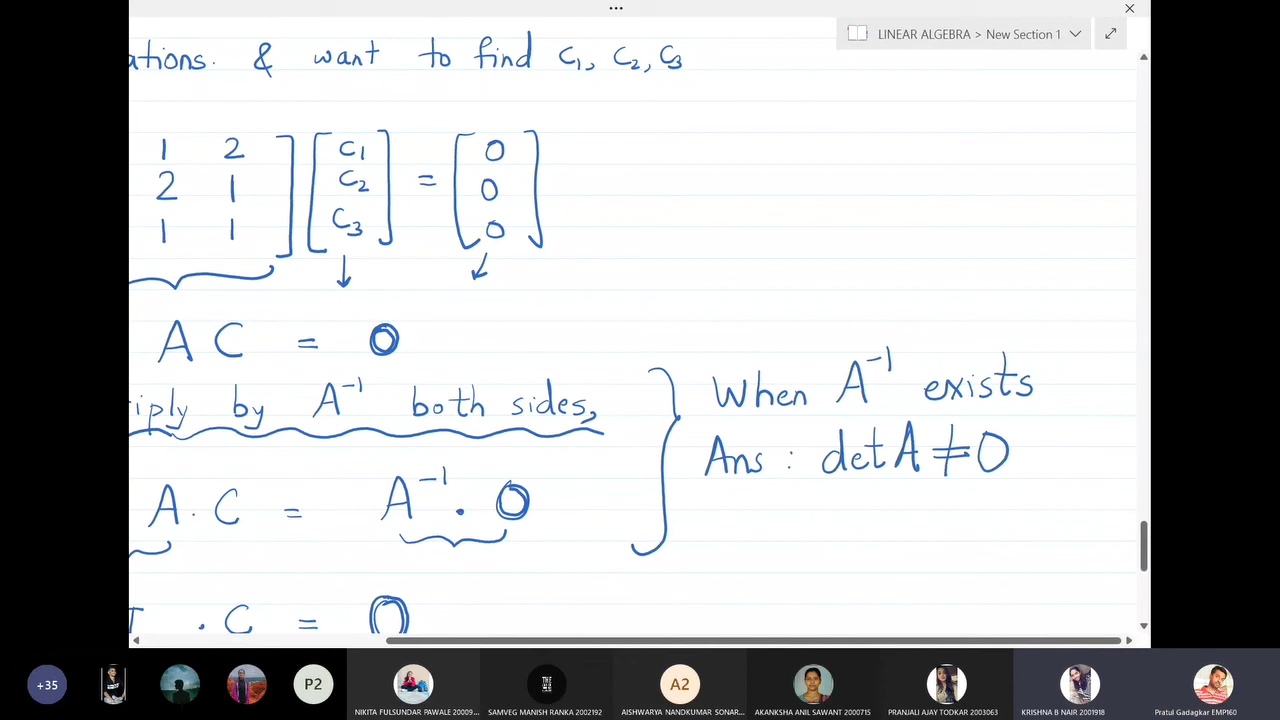 LINEAR ALGEBRA > New Section 1
ations. & want to find c₁, c₂, c₃
1 2 ] [ c₁ ] = [ 0 ]
2 1 ] [ c₂ ] = [ 0 ]
1 1 ] [ c₃ ] = [ 0 ]
A C = 0
iply by A⁻¹ both sides,
A · C = A⁻¹ · 0
I · C = 0
When A⁻¹ exists
Ans : det A ≠ 0
+35
P2
NIKITA FULSUNDAR PAWALE 20009...
SAMVEG MANISH RANKA 2002192
A2
AISHWARYA NANDKUMAR SONAR...
AKANKSHA ANIL SAWANT 2000715
PRANJALI AJAY TODKAR 2003063
KRISHNA B NAIR 2001918
Pratul Gadagkar EMP160